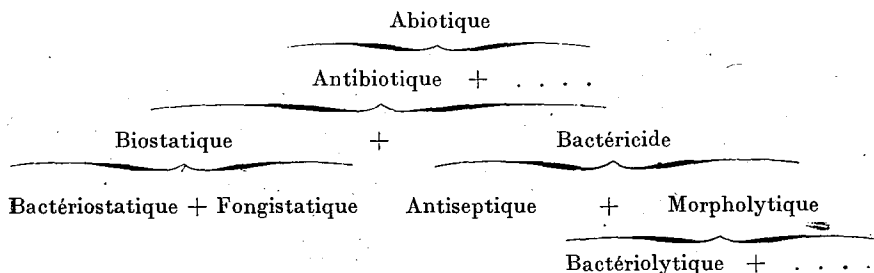 Abiotique
Antibiotique + . . . .
Biostatique + Bactéricide
Bactériostatique + Fongistatique Antiseptique + Morpholytique
Bactériolytique + . . . .